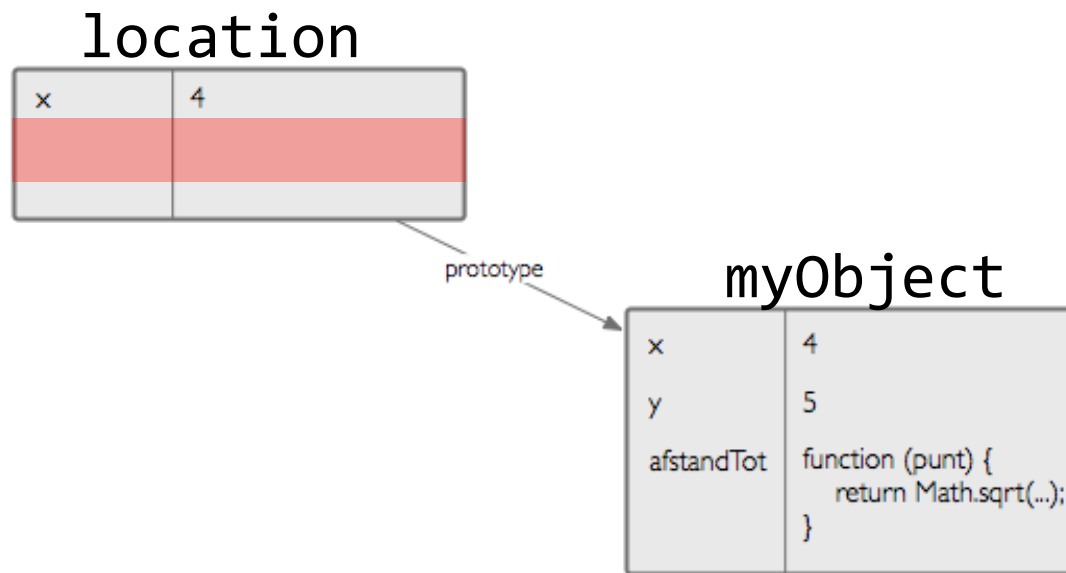 location
x 4
prototype
myObject
x 4
y 5
afstandTot function (punt) {
return Math.sqrt(...);
}